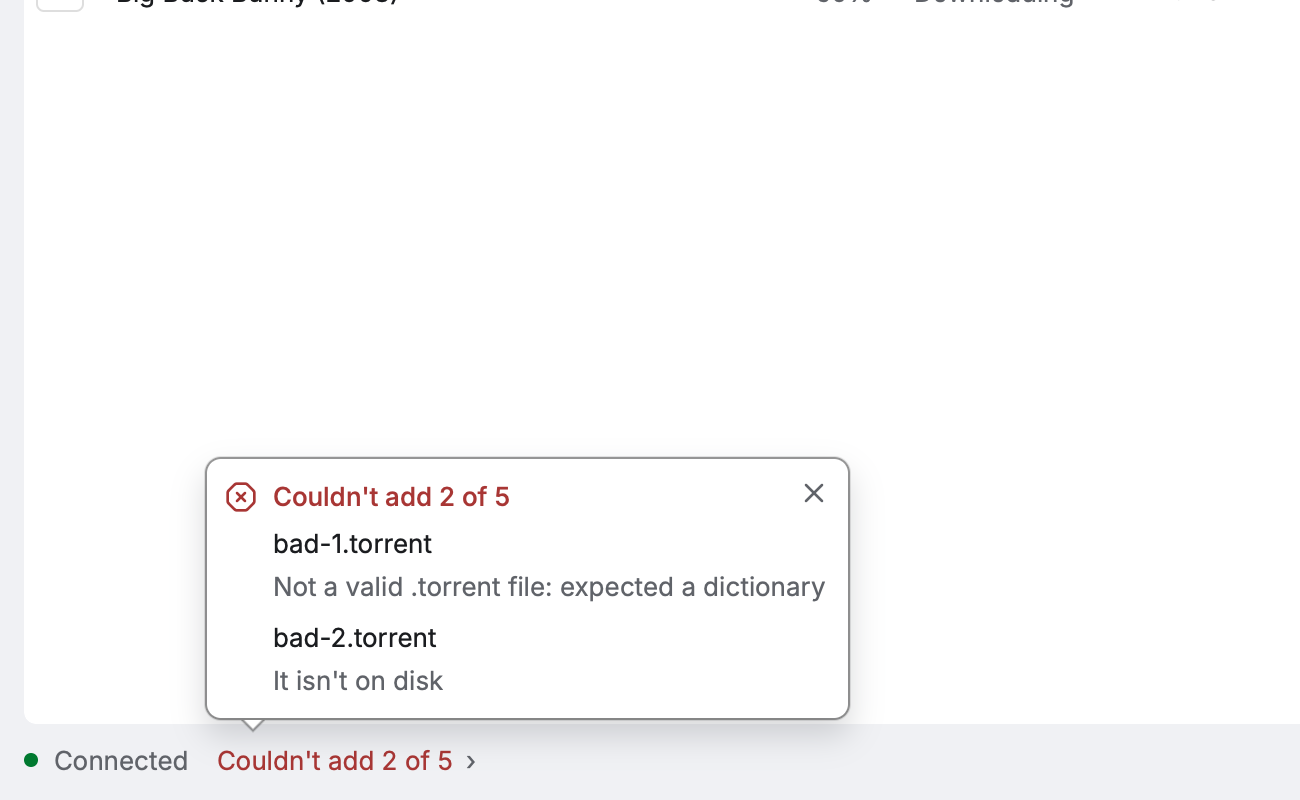 Couldn't add 2 of 5
bad-1.torrent
Not a valid .torrent file: expected a dictionary
bad-2.torrent
It isn't on disk
Connected
Couldn't add 2 of 5 ›